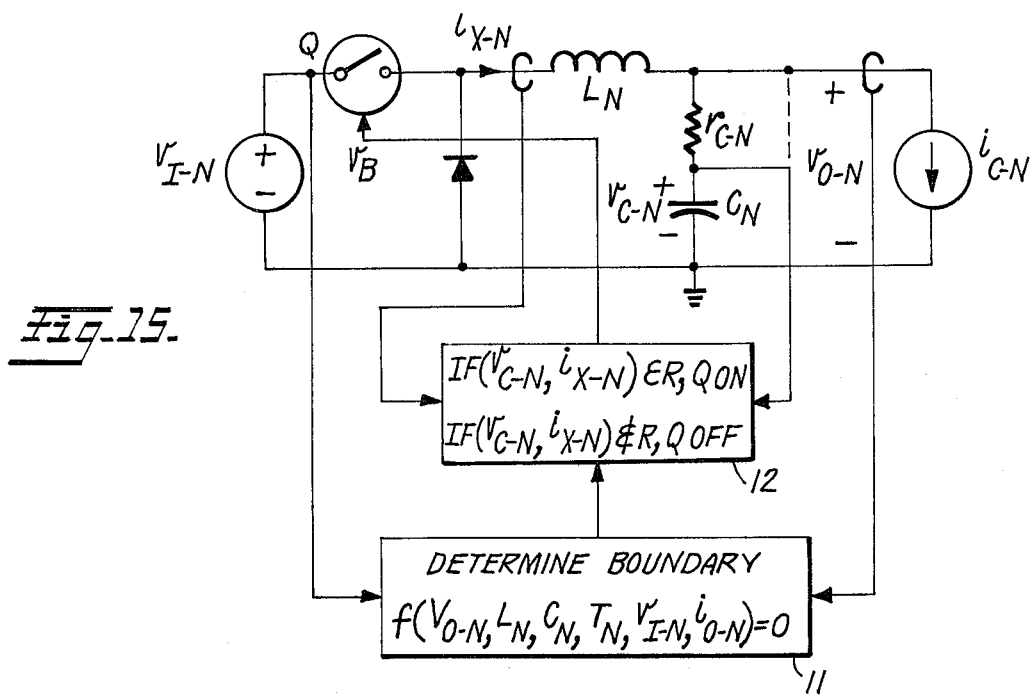 Q
i_{X-N}
L_N
r_{C-N}
+
v_{I-N}
+
−
v_B
v_{C-N}
+
−
C_N
v_{O-N}
−
i_{C-N}
Fig. 15.
IF(v_{C-N}, i_{X-N}) ℇR, Q ON
IF(v_{C-N}, i_{X-N}) ∉R, Q OFF
12
DETERMINE BOUNDARY
f(V_{O-N}, L_N, C_N, T_N, v_{I-N}, i_{O-N})=0
11